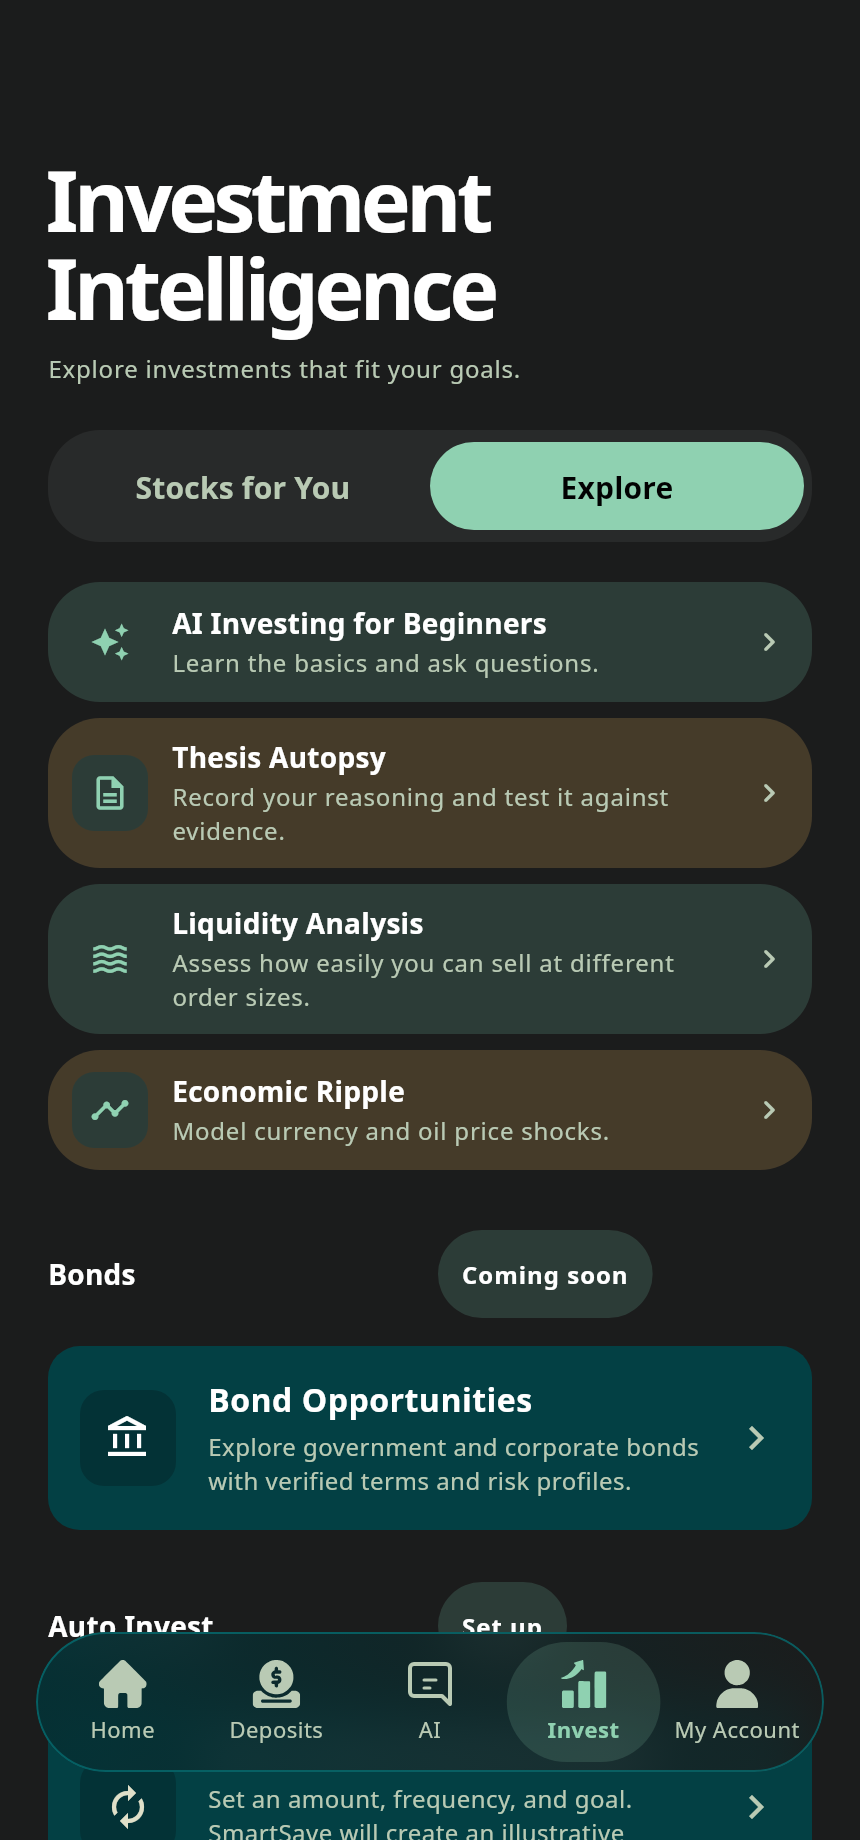 Investment
Intelligence
Explore investments that fit your goals.
Stocks for You
Explore
AI Investing for Beginners
Learn the basics and ask questions.
Thesis Autopsy
Record your reasoning and test it against
evidence.
Liquidity Analysis
Assess how easily you can sell at different
order sizes.
Economic Ripple
Model currency and oil price shocks.
Bonds
Coming soon
Bond Opportunities
Explore government and corporate bonds
with verified terms and risk profiles.
Auto Invest
Set up
Home
Deposits
AI
Invest
My Account
Set an amount, frequency, and goal.
SmartSave will create an illustrative